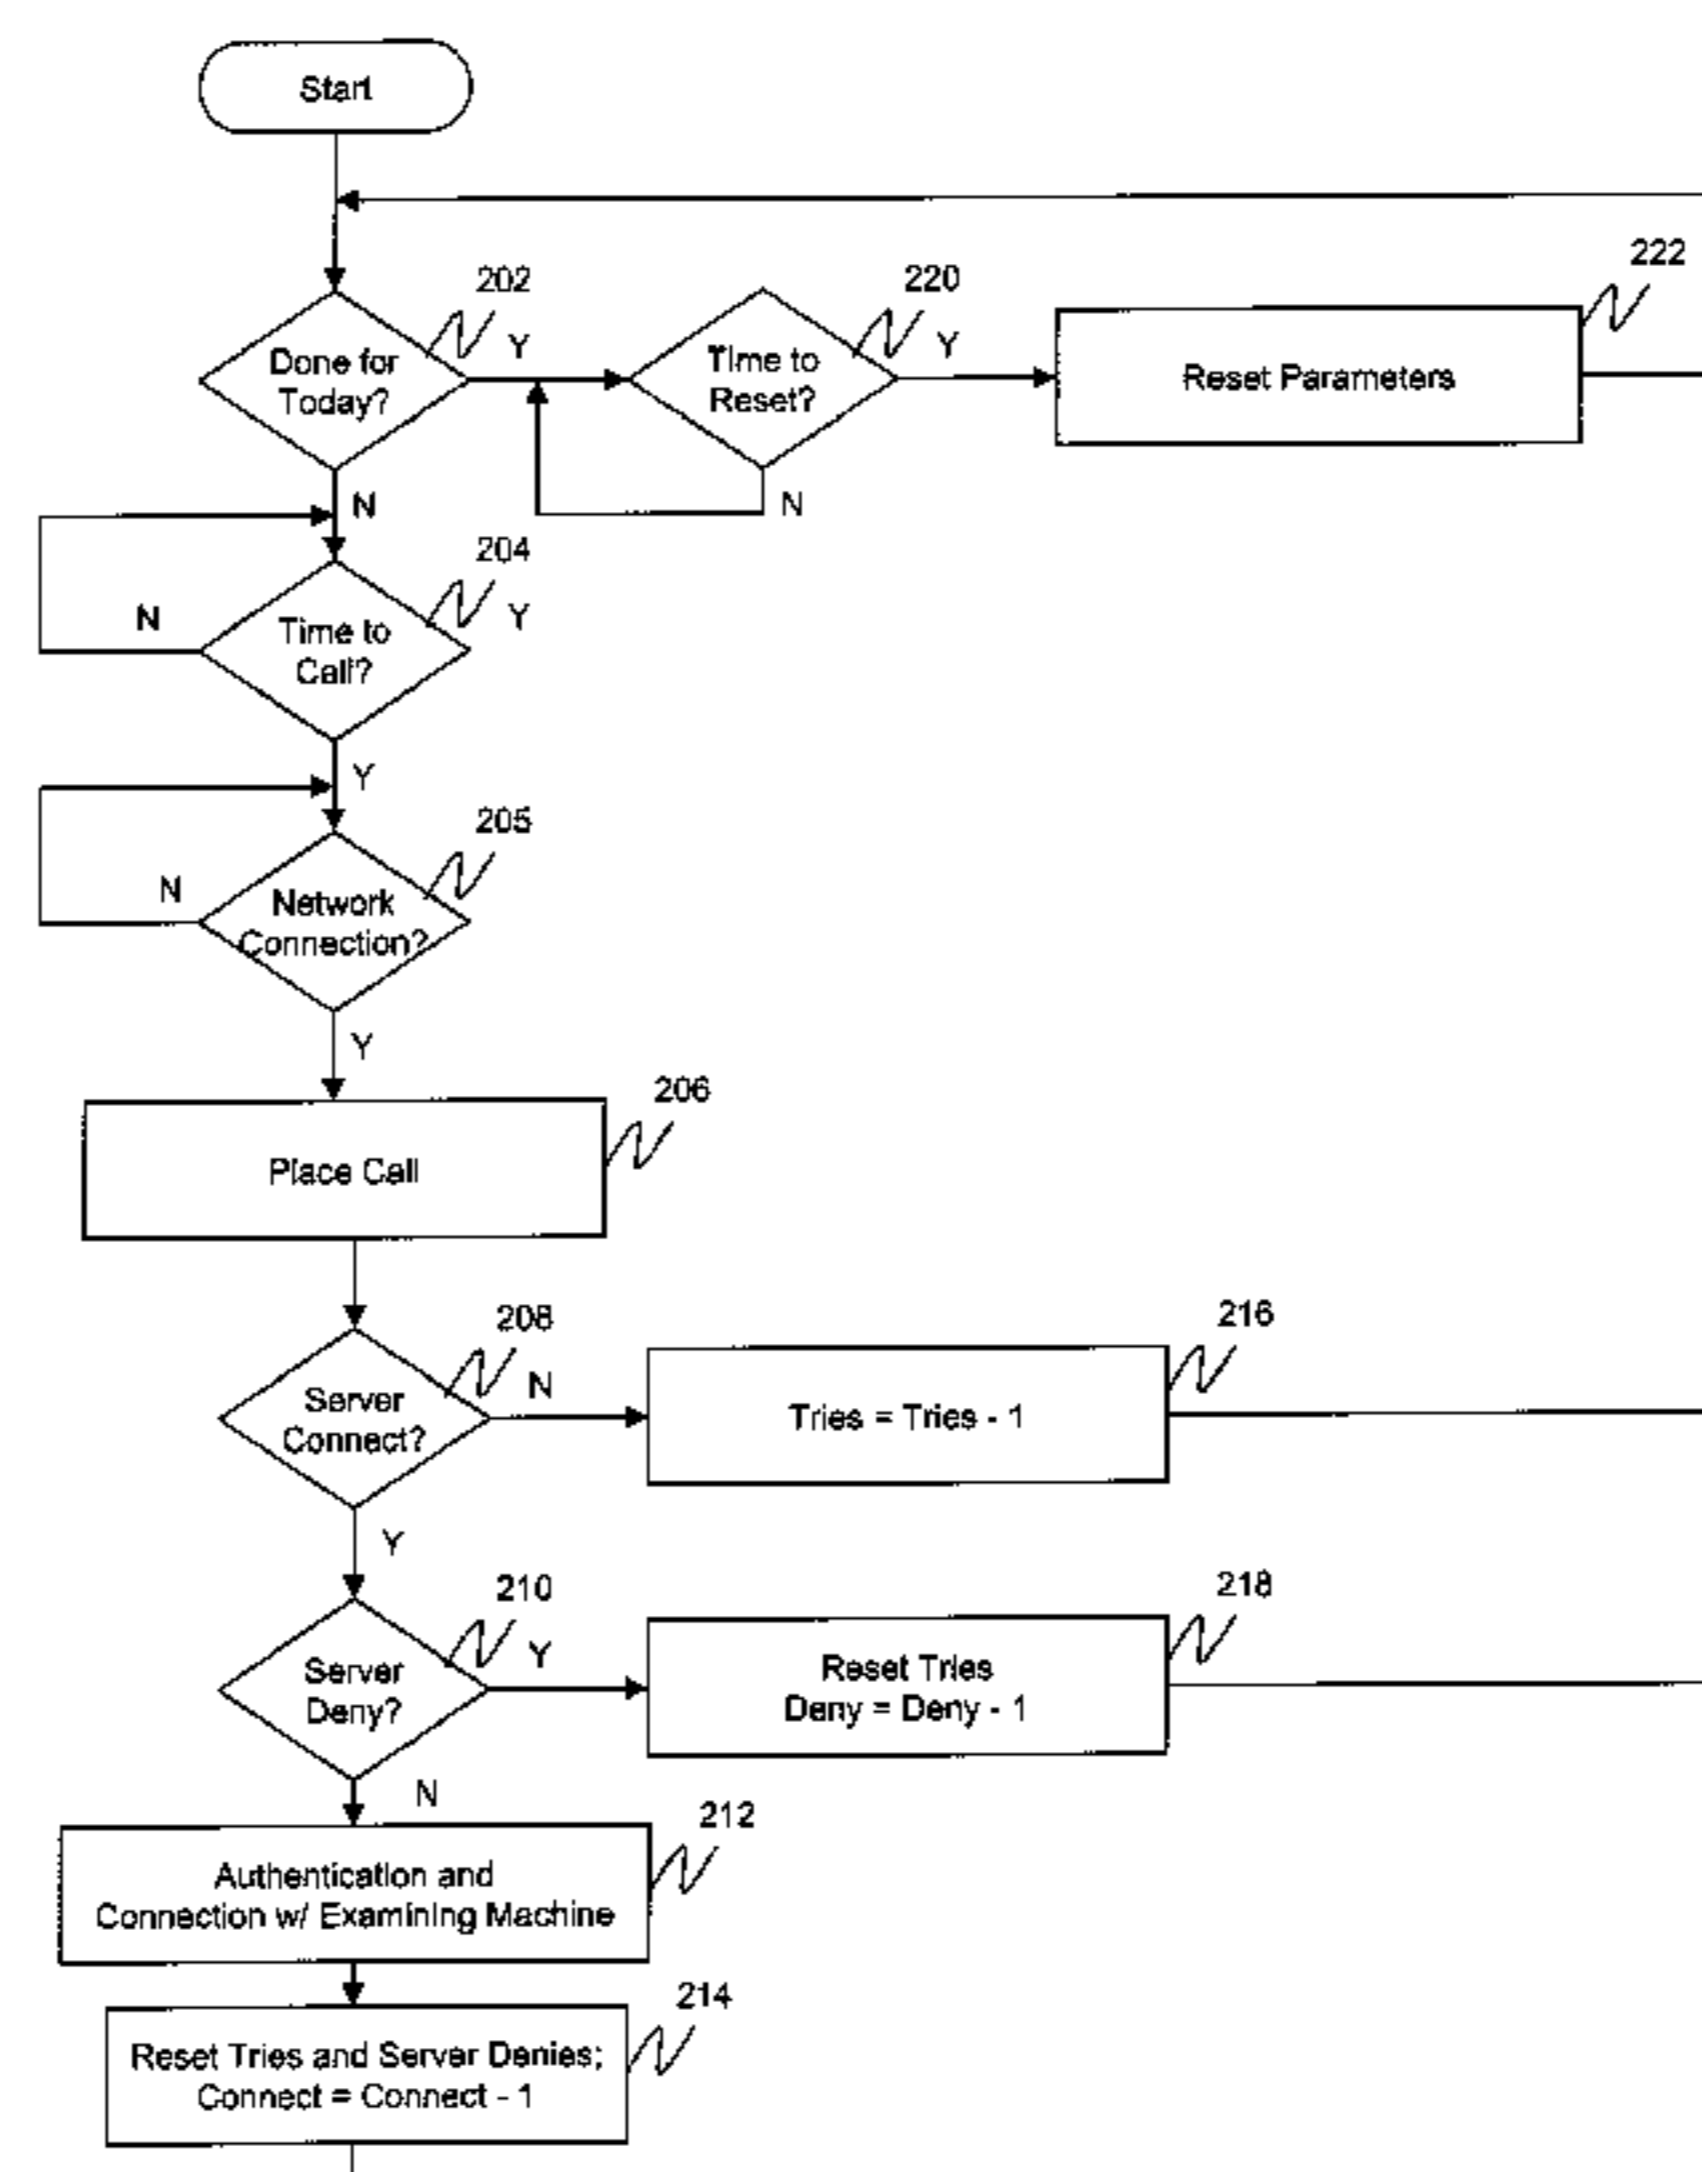 Start
202
Done for
Today?
Y
N
220
Time to
Reset?
Y
N
222
Reset Parameters
204
Time to
Call?
N
Y
Y
205
Network
Connection?
N
Y
206
Place Call
208
Server
Connect?
N
Y
216
Tries = Tries - 1
210
Server
Deny?
Y
N
218
Reset Tries
Deny = Deny - 1
212
Authentication and
Connection w/ Examining Machine
214
Reset Tries and Server Denies;
Connect = Connect - 1